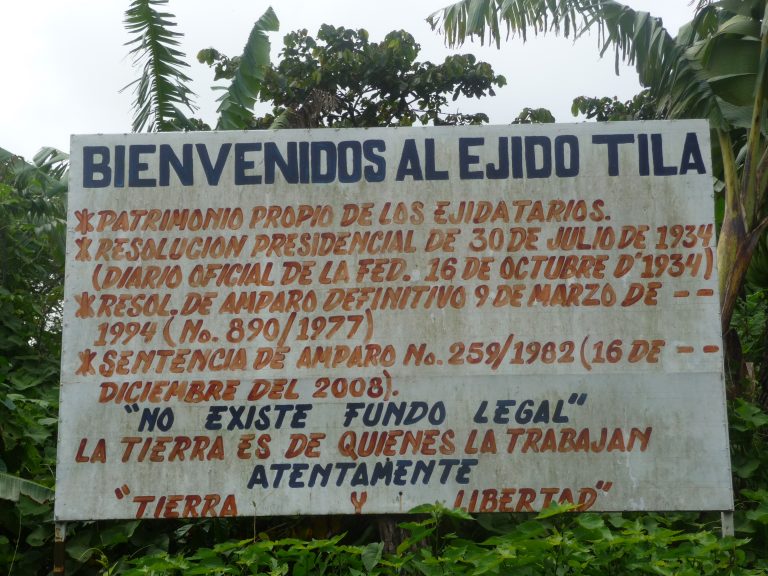 BIENVENIDOS AL EJIDO TILA
*PATRIMONIO PROPIO DE LOS EJIDATARIOS.
*RESOLUCION PRESIDENCIAL DE 30 DE JULIO DE 1934
(DIARIO OFICIAL DE LA FED. 16 DE OCTUBRE D'1934)
*RESOL. DE AMPARO DEFINITIVO 9 DE MARZO DE --
1994 (No. 890/1977)
*SENTENCIA DE AMPARO No. 259/1982 (16 DE --
DICIEMBRE DEL 2008).
"NO EXISTE FUNDO LEGAL"
LA TIERRA ES DE QUIENES LA TRABAJAN
ATENTAMENTE
"TIERRA Y LIBERTAD"